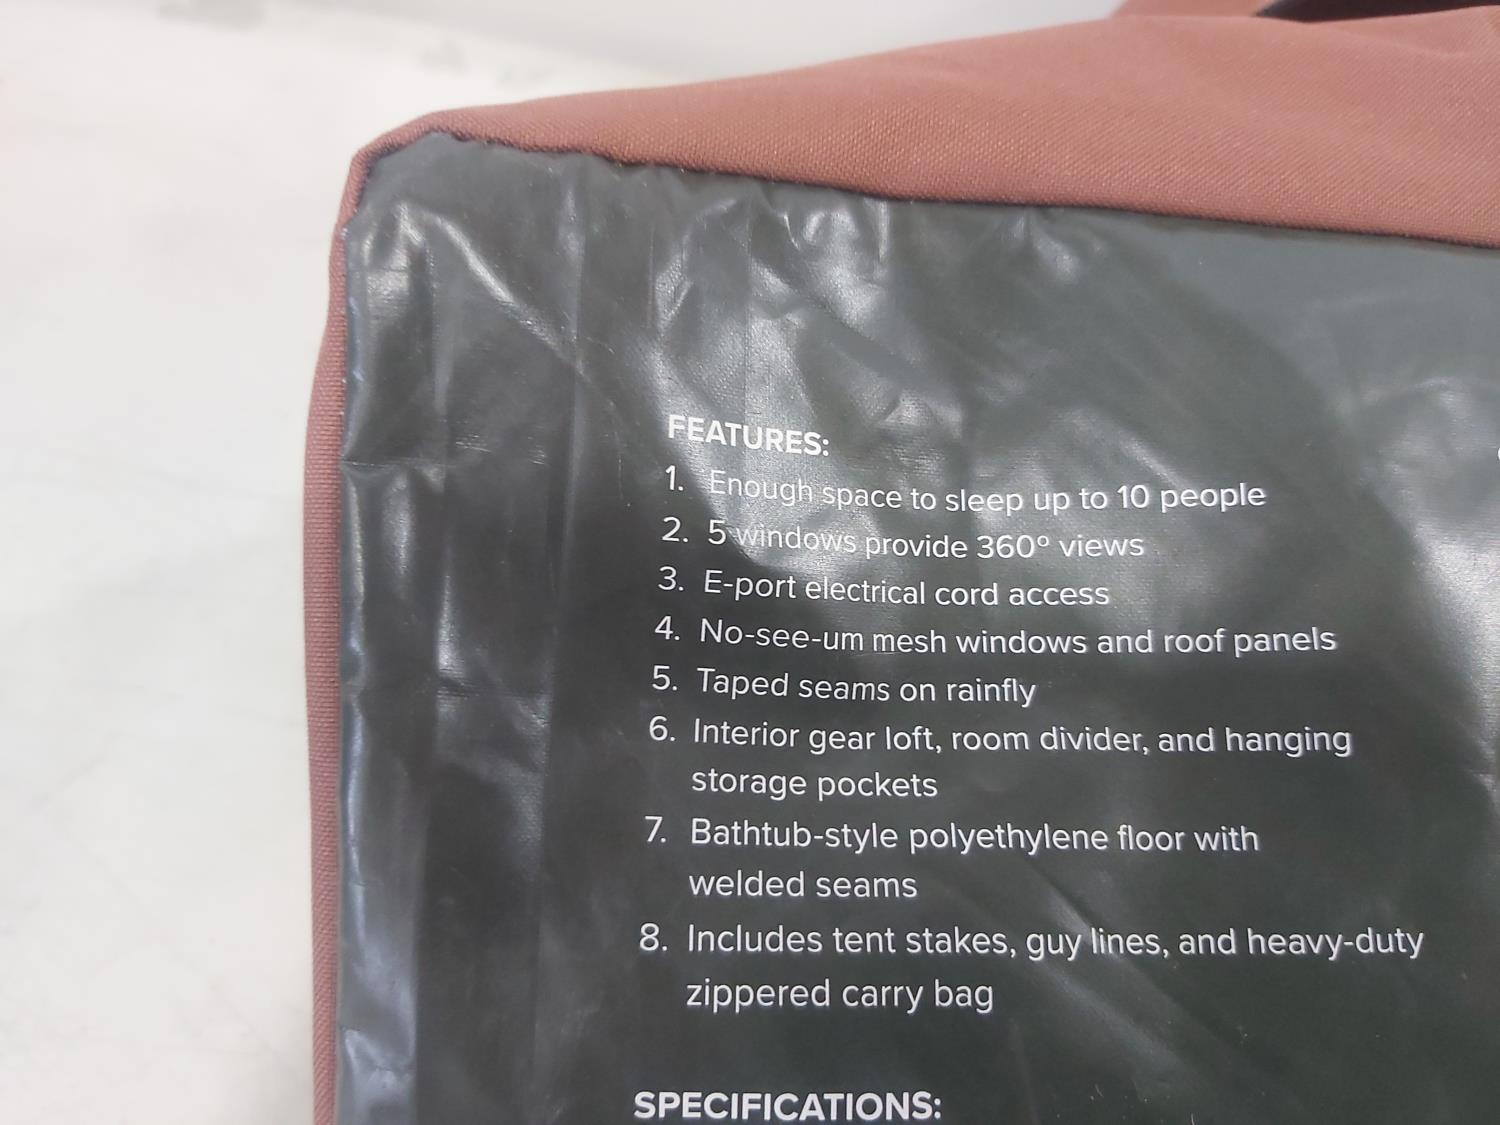 FEATURES:
1. Enough space to sleep up to 10 people
2. 5 windows provide 360° views
3. E-port electrical cord access
4. No-see-um mesh windows and roof panels
5. Taped seams on rainfly
6. Interior gear loft, room divider, and hanging
storage pockets
7. Bathtub-style polyethylene floor with
welded seams
8. Includes tent stakes, guy lines, and heavy-duty
zippered carry bag
SPECIFICATIONS: